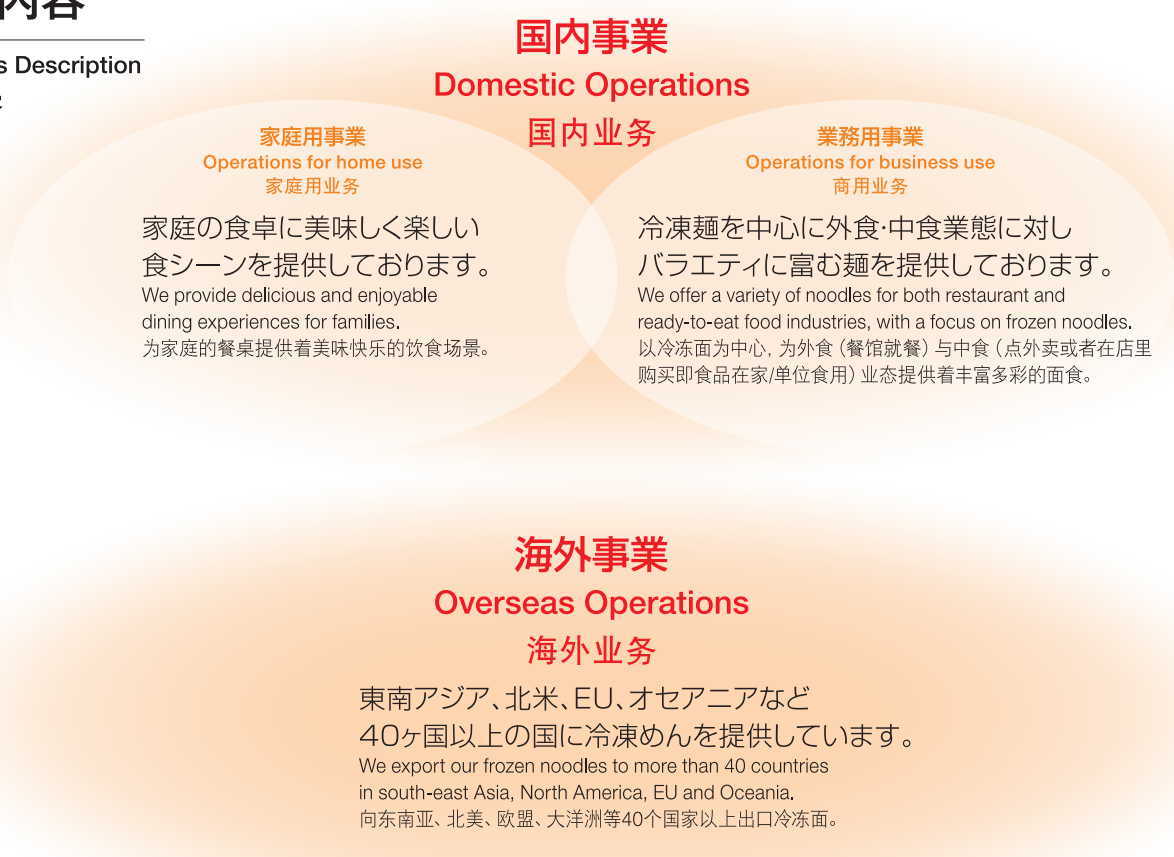 内容
s Description
国内事業
Domestic Operations
国内业务
家庭用事業
Operations for home use
家庭用业务
家庭の食卓に美味しく楽しい
食シーンを提供しております。
We provide delicious and enjoyable
dining experiences for families.
为家庭的餐桌提供着美味快乐的饮食场景。
業務用事業
Operations for business use
商用业务
冷凍麺を中心に外食・中食業態に対し
バラエティに富む麺を提供しております。
We offer a variety of noodles for both restaurant and
ready-to-eat food industries, with a focus on frozen noodles.
以冷冻面为中心, 为外食（餐馆就餐）与中食（点外卖或者在店里
购买即食品在家/单位食用）业态提供着丰富多彩的面食。
海外事業
Overseas Operations
海外业务
東南アジア、北米、EU、オセアニアなど
40ヶ国以上の国に冷凍めんを提供しています。
We export our frozen noodles to more than 40 countries
in south-east Asia, North America, EU and Oceania.
向东南亚、北美、欧盟、大洋洲等40个国家以上出口冷冻面。